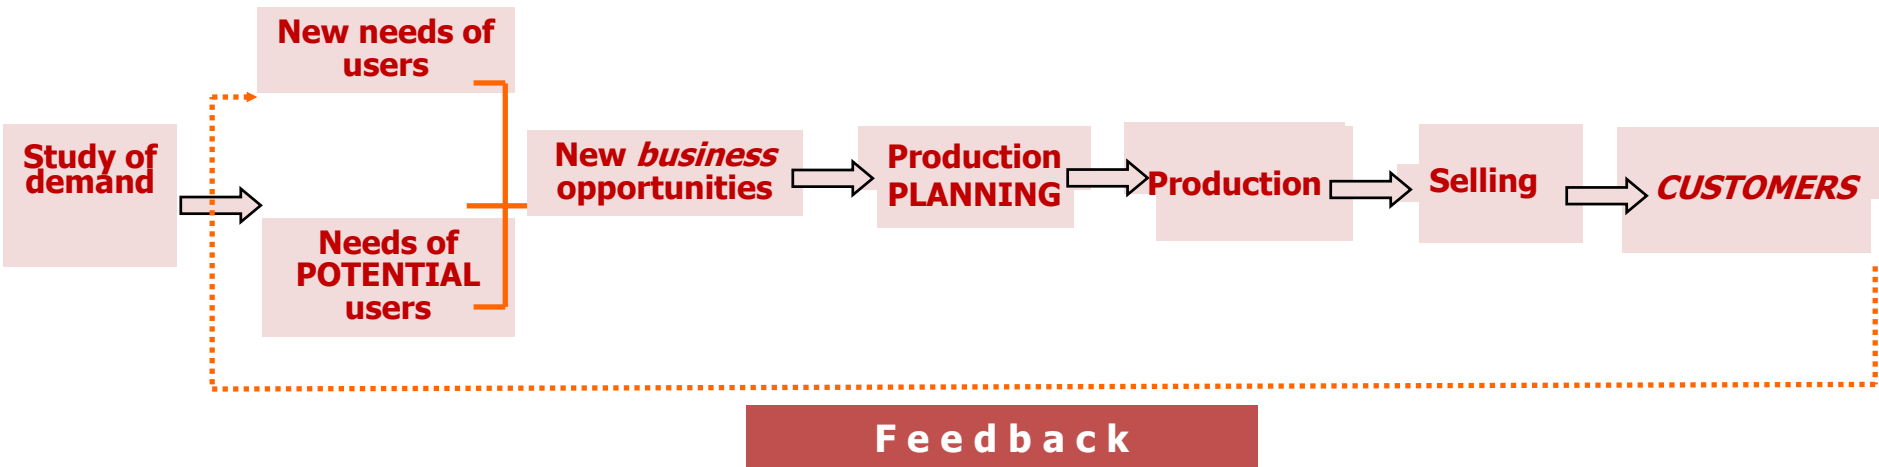 New needs of
users
Study of
demand
Needs of
POTENTIAL
users
New business
opportunities
Production
PLANNING
Production
Selling
CUSTOMERS
Feedback